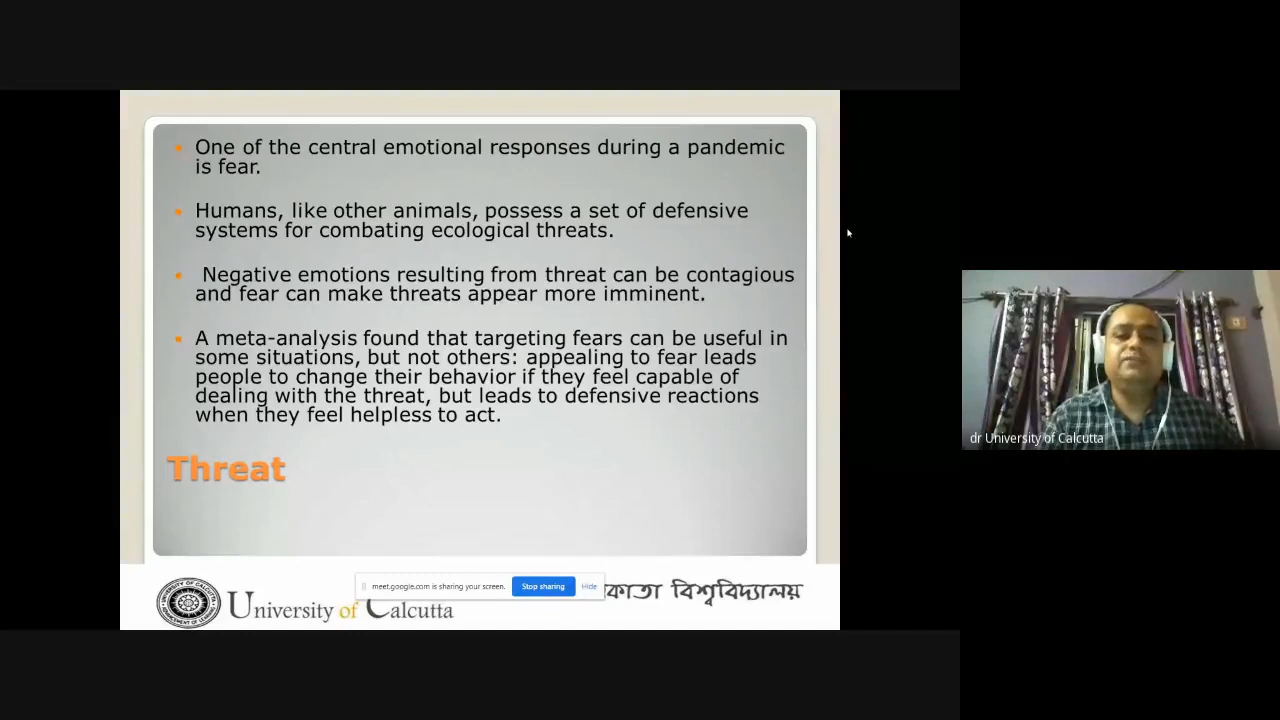 One of the central emotional responses during a pandemic
is fear.
Humans, like other animals, possess a set of defensive
systems for combating ecological threats.
Negative emotions resulting from threat can be contagious
and fear can make threats appear more imminent.
A meta-analysis found that targeting fears can be useful in
some situations, but not others: appealing to fear leads
people to change their behavior if they feel capable of
dealing with the threat, but leads to defensive reactions
when they feel helpless to act.
Threat
meet.google.com is sharing your screen. Stop sharing Hide
University of Calcutta
কাতা বিশ্ববিদ্যালয়
dr University of Calcutta